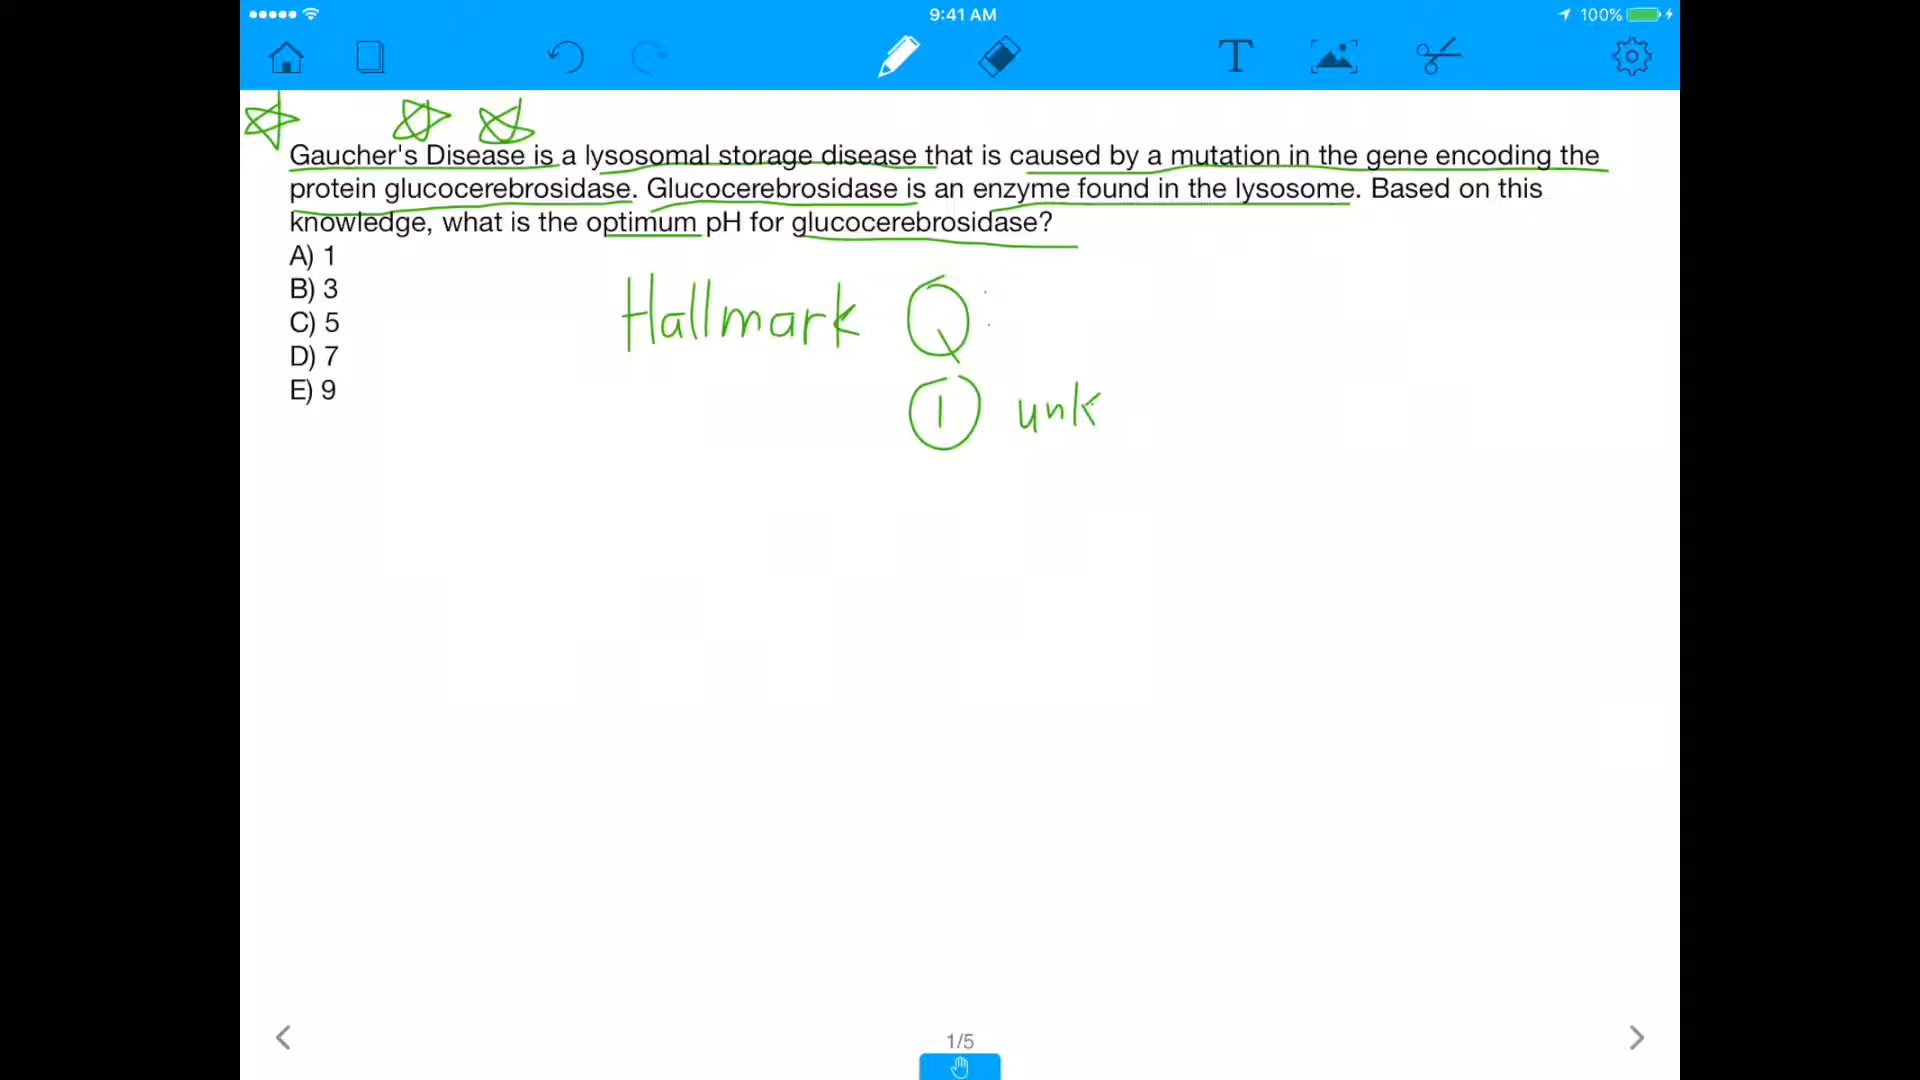 9:41 AM
100%
T
Gaucher's Disease is a lysosomal storage disease that is caused by a mutation in the gene encoding the
protein glucocerebrosidase. Glucocerebrosidase is an enzyme found in the lysosome. Based on this
knowledge, what is the optimum pH for glucocerebrosidase?
A) 1
B) 3
C) 5
D) 7
E) 9
Hallmark Q
1 unk
1/5